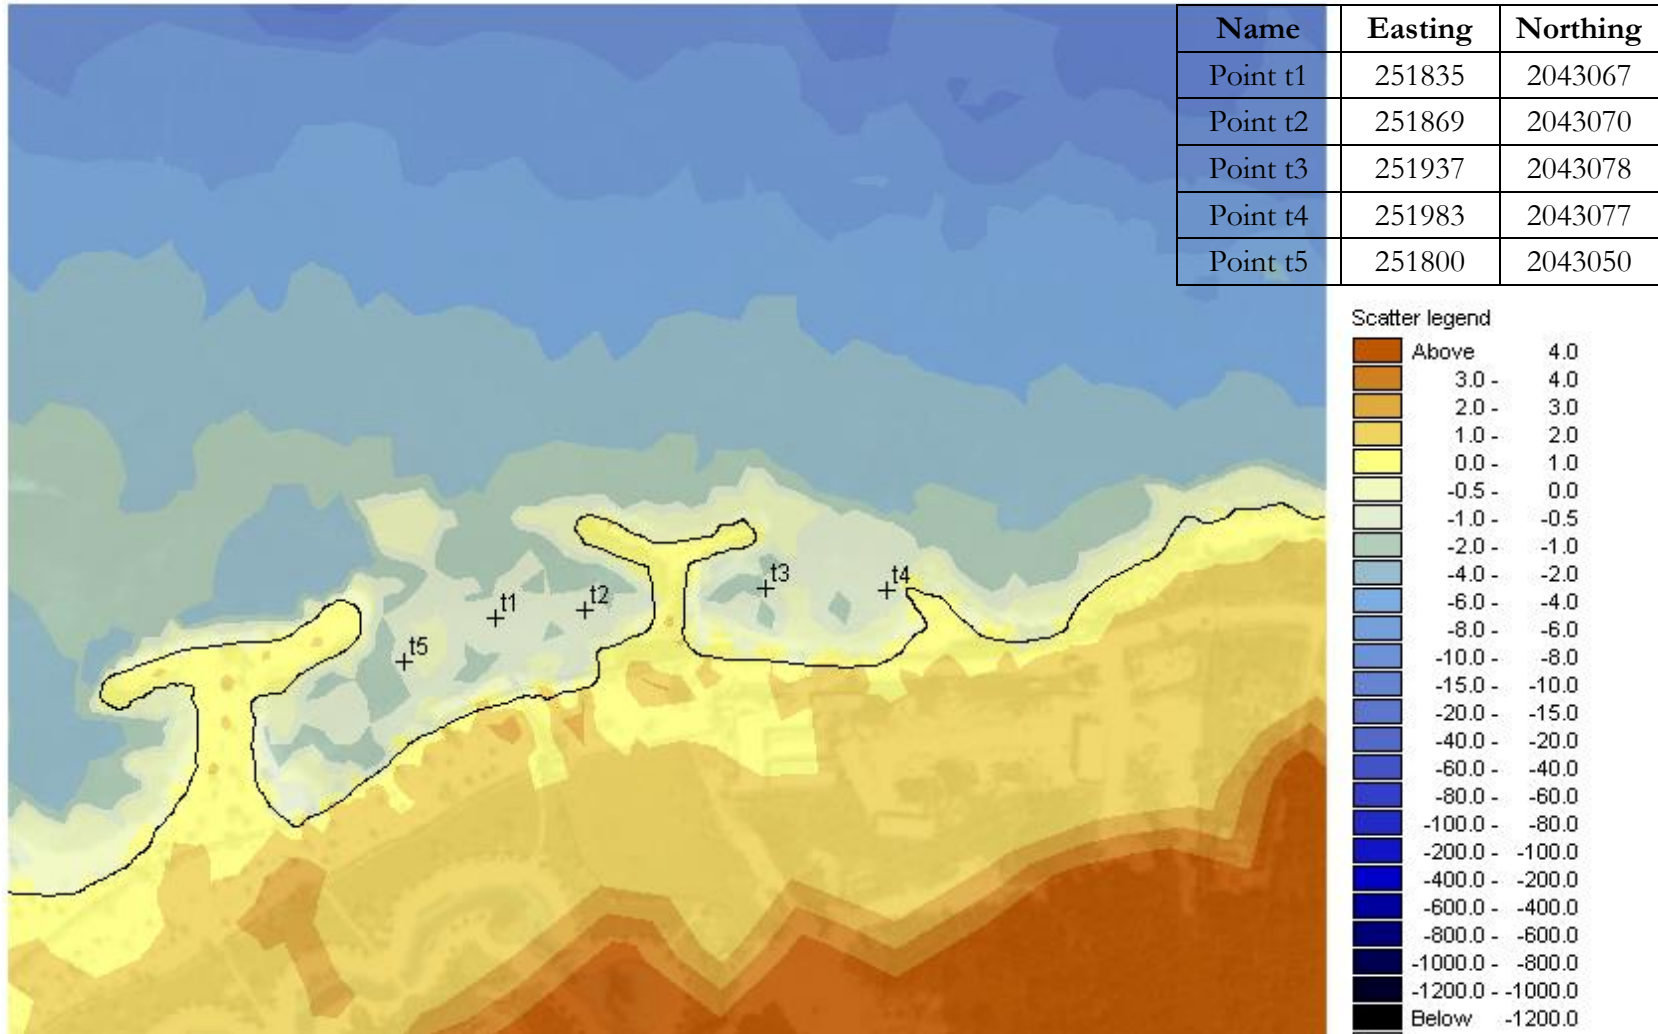 Name Easting Northing
Point t1 251835 2043067
Point t2 251869 2043070
Point t3 251937 2043078
Point t4 251983 2043077
Point t5 251800 2043050
Scatter legend
Above 4.0
3.0 - 4.0
2.0 - 3.0
1.0 - 2.0
0.0 - 1.0
-0.5 - 0.0
-1.0 - -0.5
-2.0 - -1.0
-4.0 - -2.0
-6.0 - -4.0
-8.0 - -6.0
-10.0 - -8.0
-15.0 - -10.0
-20.0 - -15.0
-40.0 - -20.0
-60.0 - -40.0
-80.0 - -60.0
-100.0 - -80.0
-200.0 - -100.0
-400.0 - -200.0
-600.0 - -400.0
-800.0 - -600.0
-1000.0 - -800.0
-1200.0 - -1000.0
Below -1200.0
t3
t4
t2
t1
t5